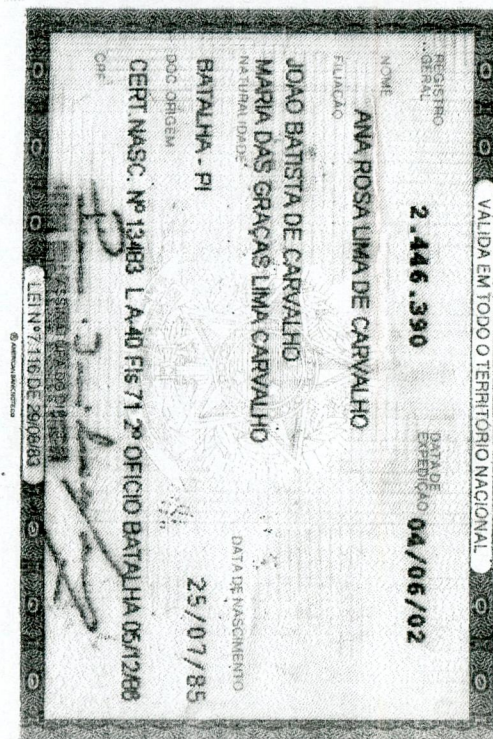 VÁLIDA EM TODO O TERRITÓRIO NACIONAL
REGISTRO GERAL 2.446.390 DATA DE EXPEDIÇÃO 04/06/02
NOME
ANA ROSA LIMA DE CARVALHO
FILIAÇÃO
JOAO BATISTA DE CARVALHO
MARIA DAS GRAÇAS LIMA CARVALHO
NATURALIDADE DATA DE NASCIMENTO
BATALHA - PI 25/07/85
DOC ORIGEM
CERT.NASC. Nº 13483 L A-40 Fls 71 2º OFICIO BATALHA 05/12/88
CPF
LEI Nº 7.116 DE 29/08/83